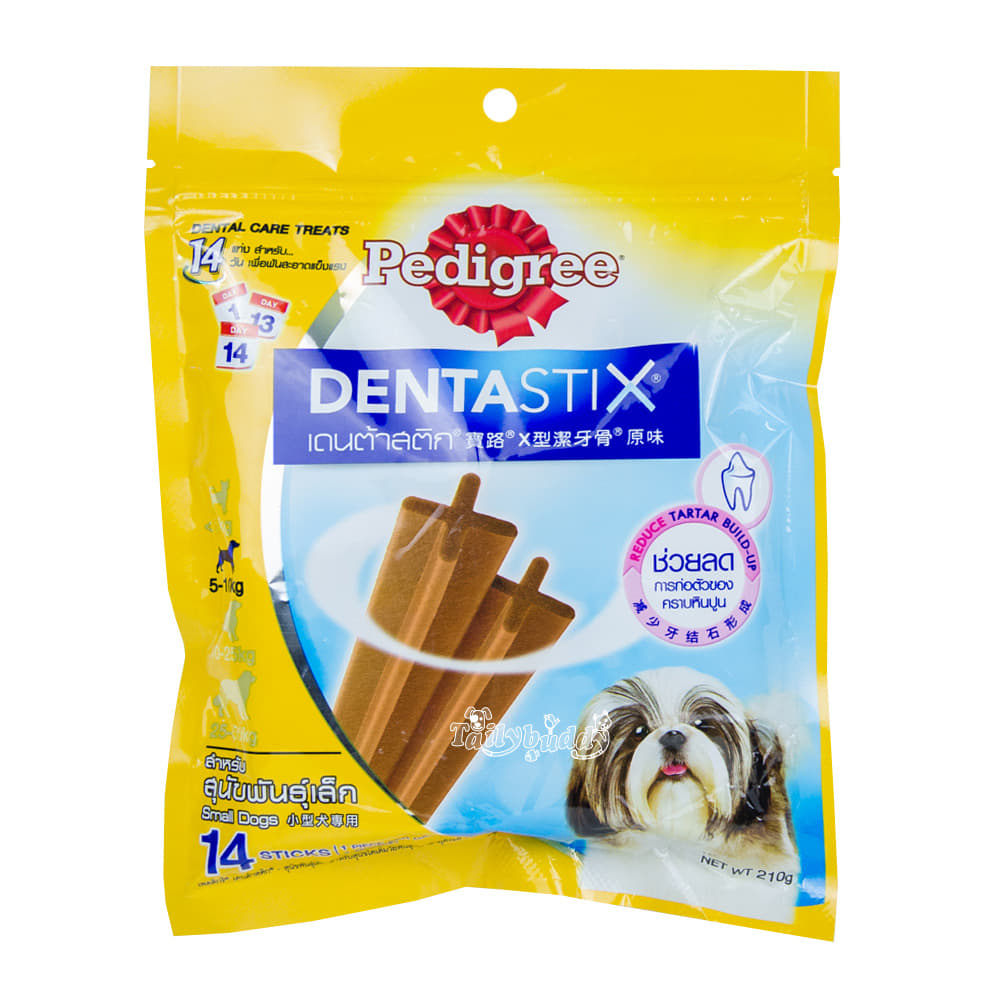 DENTAL CARE TREATS
14 แท่ง สำหรับ...
วัน เพื่อฟันสะอาดแข็งแรง
DAY 1
DAY 13
DAY 14
Pedigree®
DENTASTIX®
เดนต้าสติก® 寶路® X型潔牙骨® 原味
REDUCE TARTAR BUILD-UP
ช่วยลด
การก่อตัวของ
คราบหินปูน
减少牙结石形成
5-10kg
Tailybuddy
สำหรับ
สุนัขพันธุ์เล็ก
Small Dogs 小型犬專用
14 STICKS / 1 PIECE
NET WT 210g